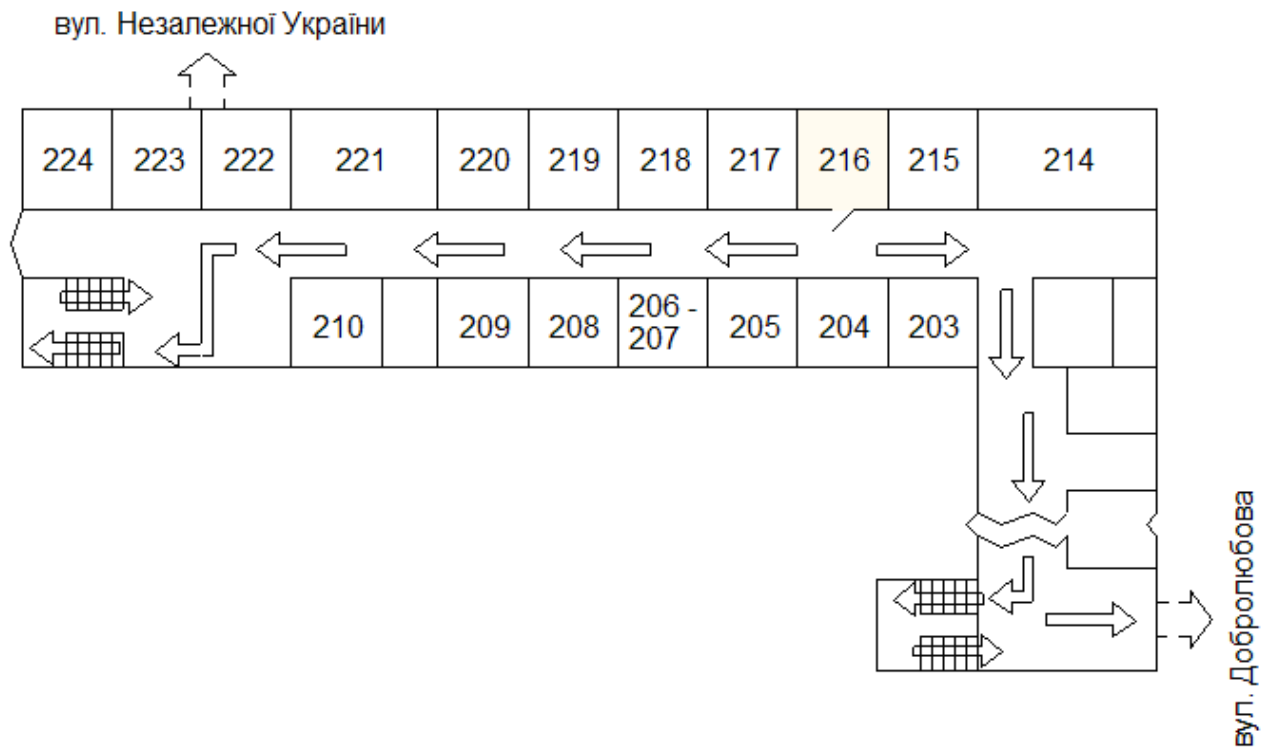 вул. Незалежної України
224 223 222 221 220 219 218 217 216 215 214
210 209 208 206 - 207 205 204 203
вул. Добролюбова